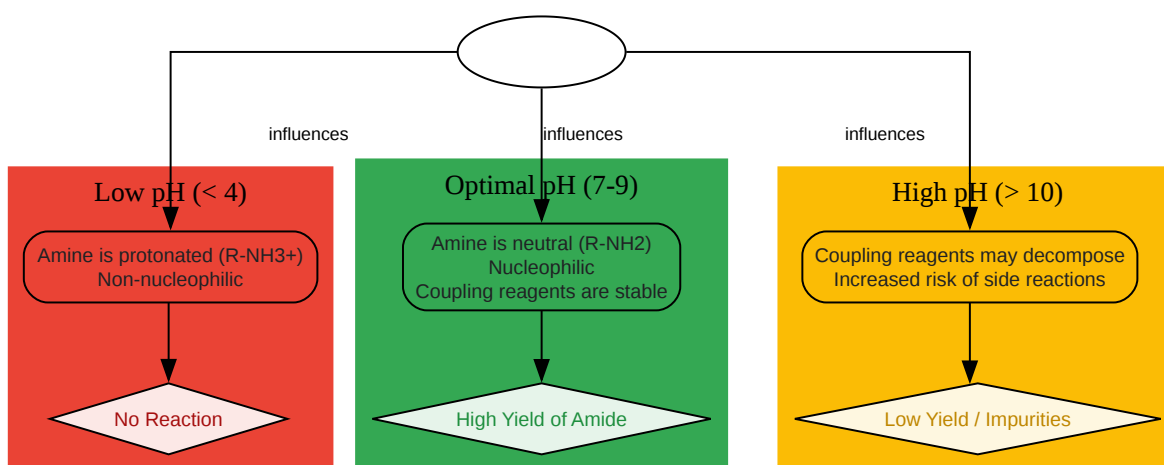 influences
influences
influences
Low pH (< 4)
Amine is protonated (R-NH3+)
Non-nucleophilic
No Reaction
Optimal pH (7-9)
Amine is neutral (R-NH2)
Nucleophilic
Coupling reagents are stable
High Yield of Amide
High pH (> 10)
Coupling reagents may decompose
Increased risk of side reactions
Low Yield / Impurities